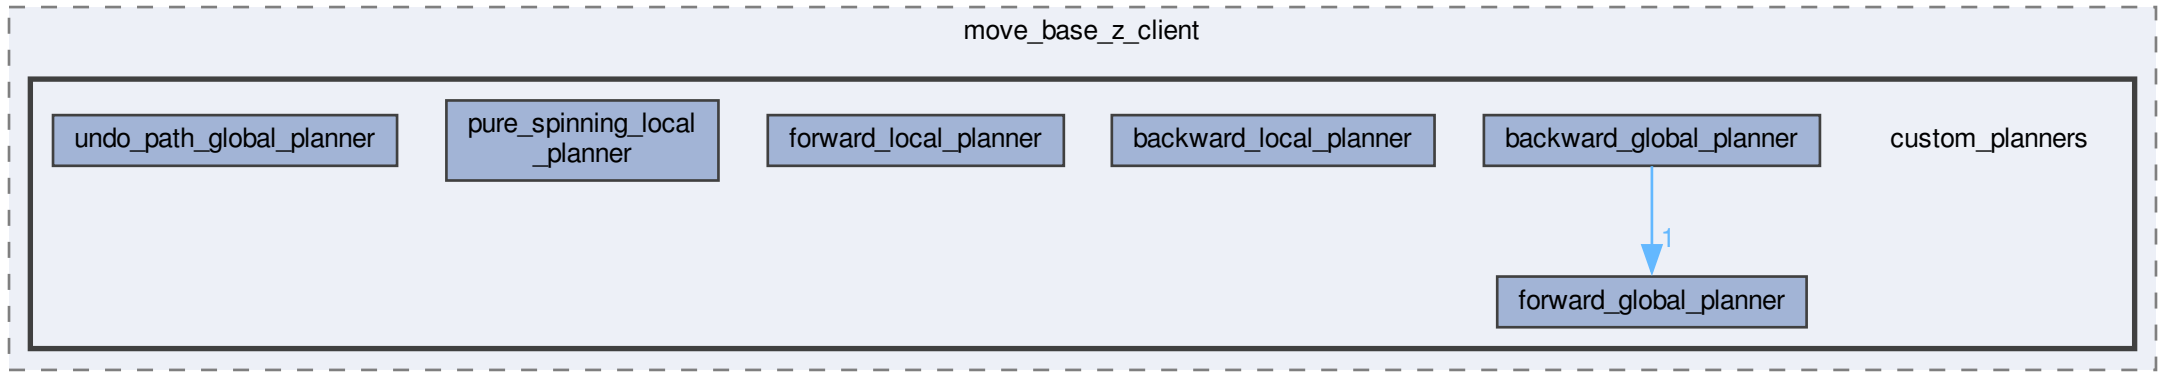 move_base_z_client
undo_path_global_planner
pure_spinning_local
_planner
forward_local_planner
backward_local_planner
backward_global_planner
custom_planners
1
forward_global_planner